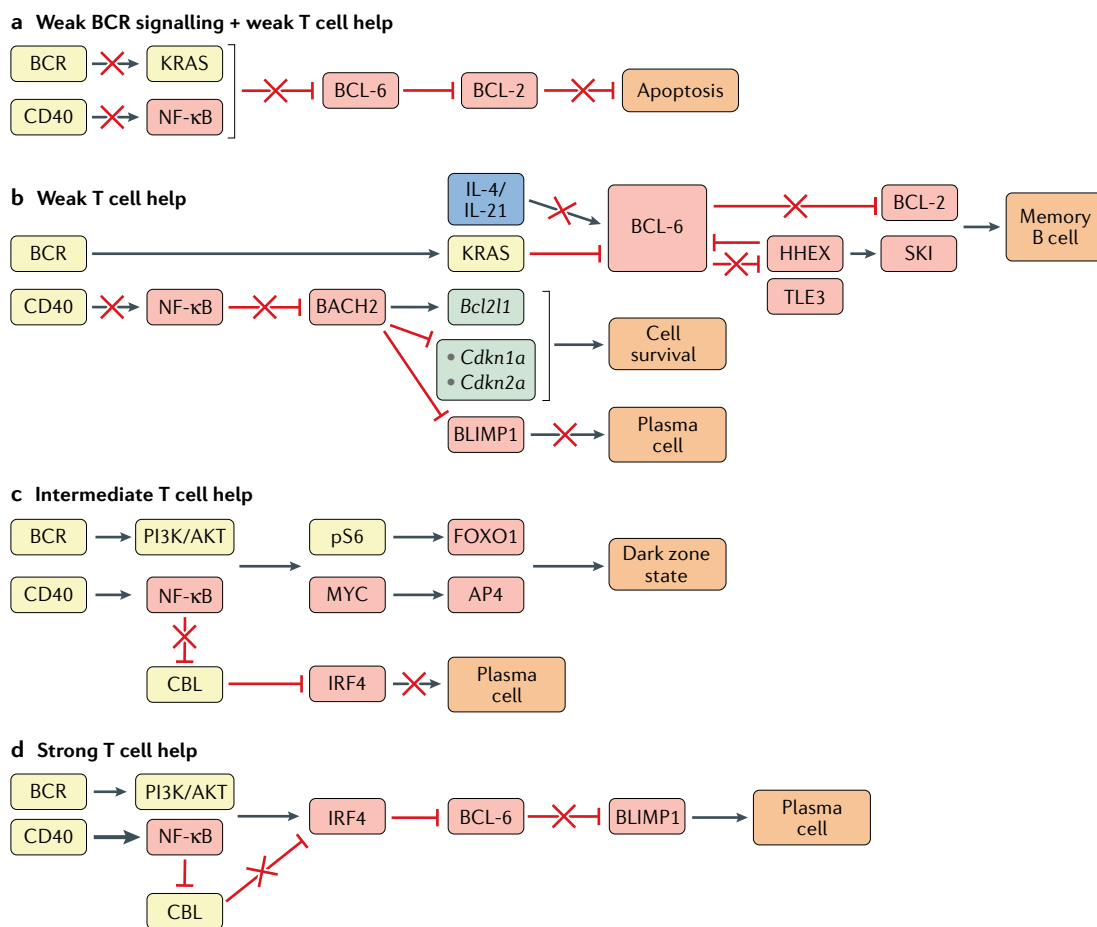 a Weak BCR signalling + weak T cell help
BCR
KRAS
CD40
NF-κB
BCL-6
BCL-2
Apoptosis
b Weak T cell help
IL-4/
IL-21
BCR
KRAS
BCL-6
BCL-2
HHEX
SKI
TLE3
Memory
B cell
CD40
NF-κB
BACH2
Bcl2l1
• Cdkn1a
• Cdkn2a
Cell
survival
BLIMP1
Plasma
cell
c Intermediate T cell help
BCR
PI3K/AKT
pS6
FOXO1
CD40
NF-κB
MYC
AP4
Dark zone
state
CBL
IRF4
Plasma
cell
d Strong T cell help
BCR
PI3K/AKT
CD40
NF-κB
IRF4
BCL-6
BLIMP1
Plasma
cell
CBL